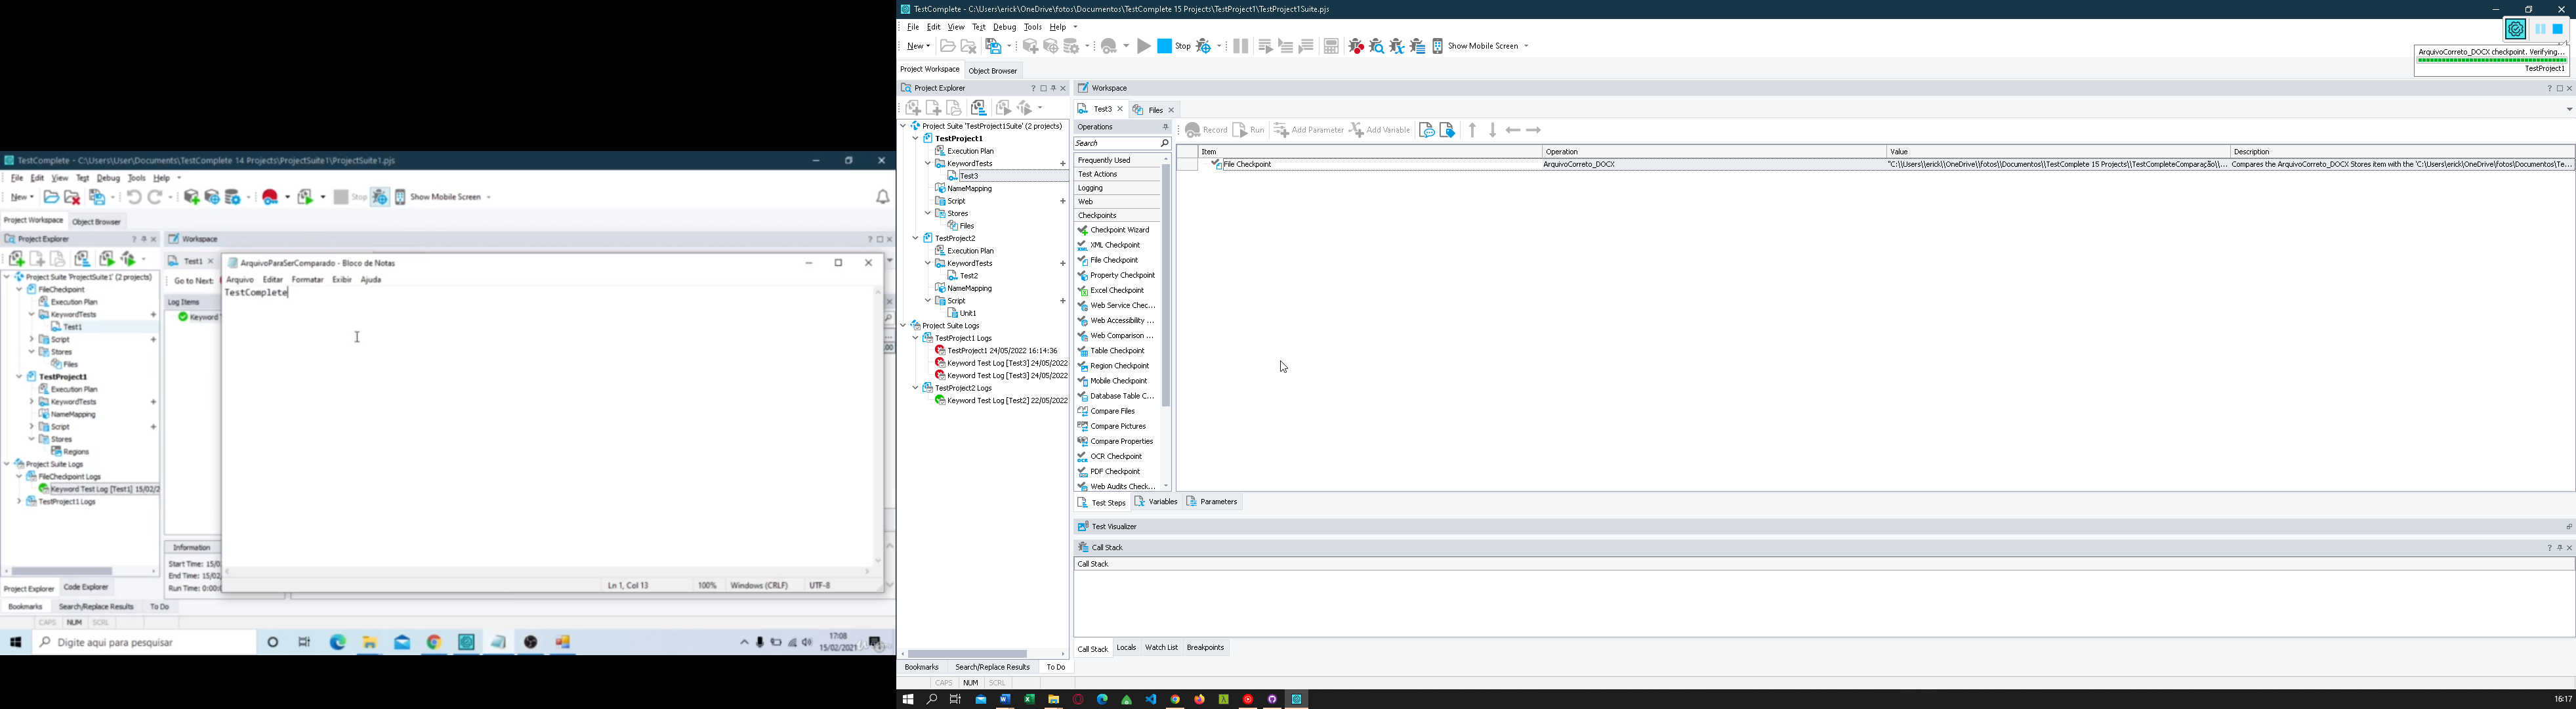 TestComplete - C:\Users\User\Documents\TestComplete 14 Projects\ProjectSuite1\ProjectSuite1.pjs
File Edit View Test Debug Tools Help
New Stop Show Mobile Screen
Project Workspace Object Browser
Project Explorer
Workspace
Project Suite 'ProjectSuite1' (2 projects)
FileCheckpoint
Execution Plan
KeywordTests
Test1
Script
Stores
Files
TestProject1
Execution Plan
KeywordTests
NameMapping
Script
Stores
Regions
Project Suite Logs
FileCheckpoint Logs
Keyword Test Log [Test1] 15/02/2
TestProject1 Logs
Project Explorer Code Explorer
Bookmarks Search/Replace Results To Do
CAPS NUM SCRL
Test1
Go to Next:
Log Items
Keyword
Information
Start Time: 15/0
End Time: 15/02
Run Time: 0:00:0
ArquivoParaSerComparado - Bloco de Notas
Arquivo Editar Formatar Exibir Ajuda
TestComplete
Ln 1, Col 13 100% Windows (CRLF) UTF-8
Digite aqui para pesquisar
17:08
15/02/2021
TestComplete - C:\Users\erick\OneDrive\fotos\Documentos\TestComplete 15 Projects\TestProject1\TestProject1Suite.pjs
File Edit View Test Debug Tools Help
New Stop Show Mobile Screen
ArquivoCorreto_DOCX checkpoint. Verifying...
TestProject1
Project Workspace Object Browser
Project Explorer
Project Suite 'TestProject1Suite' (2 projects)
TestProject1
Execution Plan
KeywordTests
Test3
NameMapping
Script
Stores
Files
TestProject2
Execution Plan
KeywordTests
Test2
NameMapping
Script
Unit1
Project Suite Logs
TestProject1 Logs
TestProject1 24/05/2022 16:14:36
Keyword Test Log [Test3] 24/05/2022
Keyword Test Log [Test3] 24/05/2022
TestProject2 Logs
Keyword Test Log [Test2] 22/05/2022
Bookmarks Search/Replace Results To Do
CAPS NUM SCRL
Workspace
Test3 Files
Operations
Search
Frequently Used
Test Actions
Logging
Web
Checkpoints
Checkpoint Wizard
XML Checkpoint
File Checkpoint
Property Checkpoint
Excel Checkpoint
Web Service Chec...
Web Accessibility ...
Web Comparison ...
Table Checkpoint
Region Checkpoint
Mobile Checkpoint
Database Table C...
Compare Files
Compare Pictures
Compare Properties
OCR Checkpoint
PDF Checkpoint
Web Audits Check...
Record Run Add Parameter Add Variable
Item Operation Value Description
File Checkpoint ArquivoCorreto_DOCX "C:\\Users\\erick\\OneDrive\\fotos\\Documentos\\TestComplete 15 Projects\\TestCompleteComparação\\... Compares the ArquivoCorreto_DOCX Stores item with the 'C:\Users\erick\OneDrive\fotos\Documentos\Te...
Test Steps Variables Parameters
Test Visualizer
Call Stack
Call Stack
Call Stack Locals Watch List Breakpoints
16:17